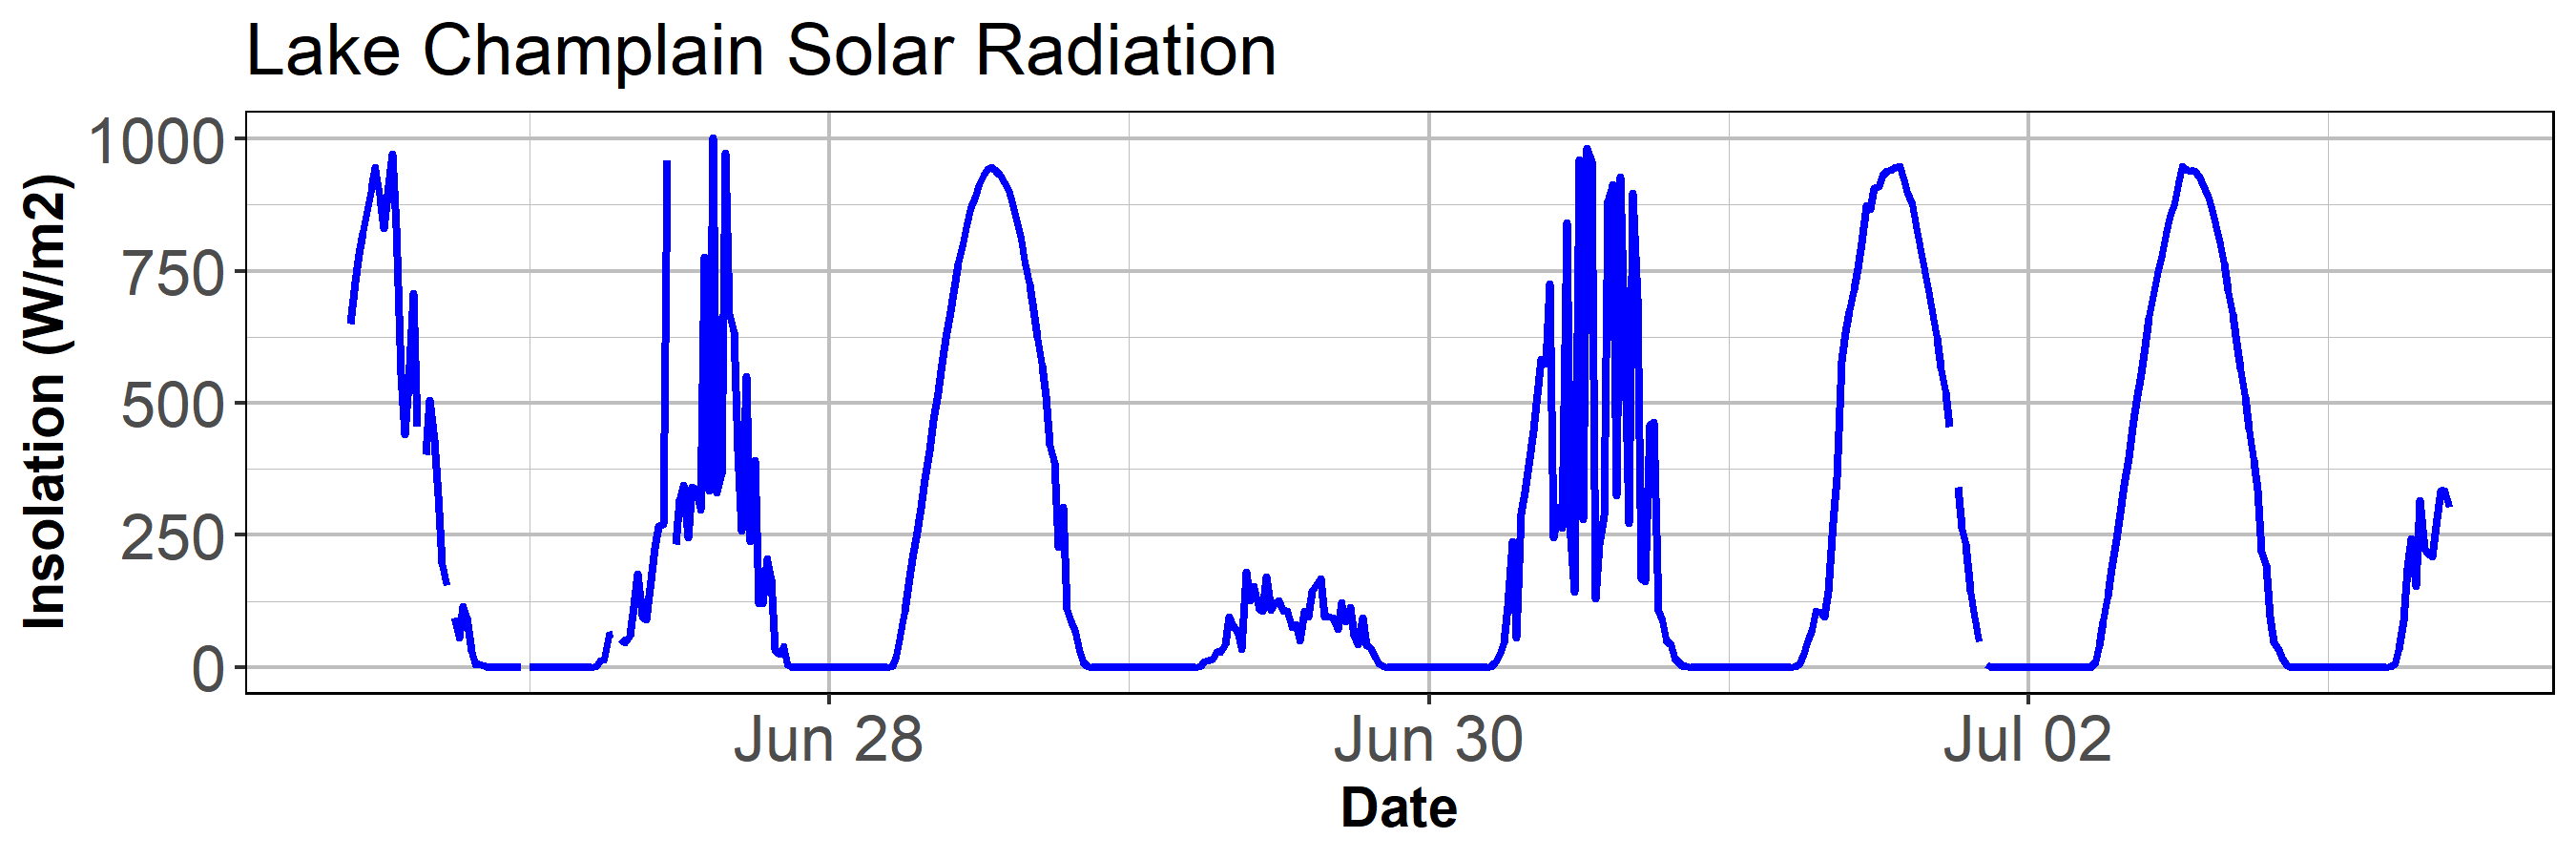 Lake Champlain Solar Radiation
Insolation (W/m2)
1000
750
500
250
0
Jun 28 Jun 30 Jul 02
Date